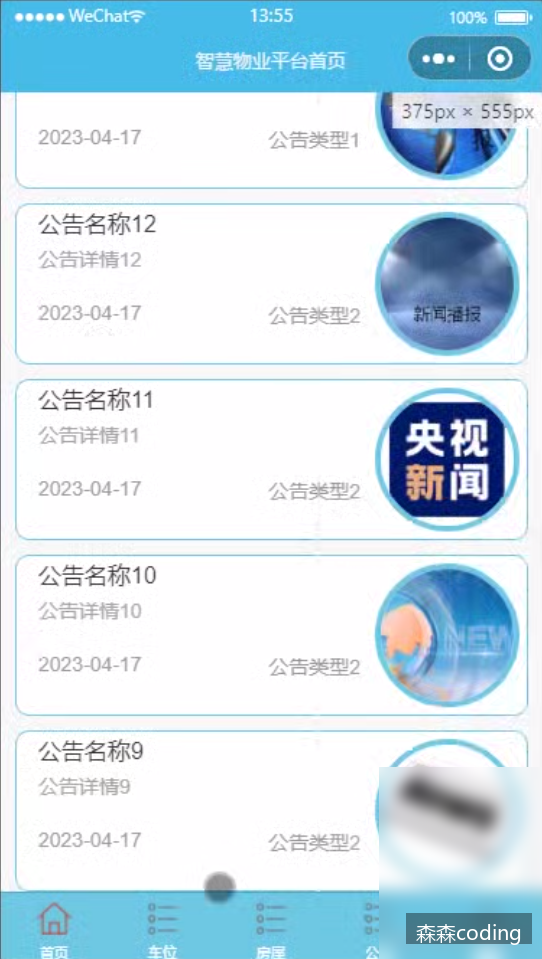 ●●●●● WeChat 13:55 100%
智慧物业平台首页
375px × 555px
2023-04-17 公告类型1
公告名称12
公告详情12
新闻播报
2023-04-17 公告类型2
公告名称11
公告详情11
央视
新闻
2023-04-17 公告类型2
公告名称10
公告详情10
NEW
2023-04-17 公告类型2
公告名称9
公告详情9
2023-04-17 公告类型2
首页 车位 房屋
森森coding